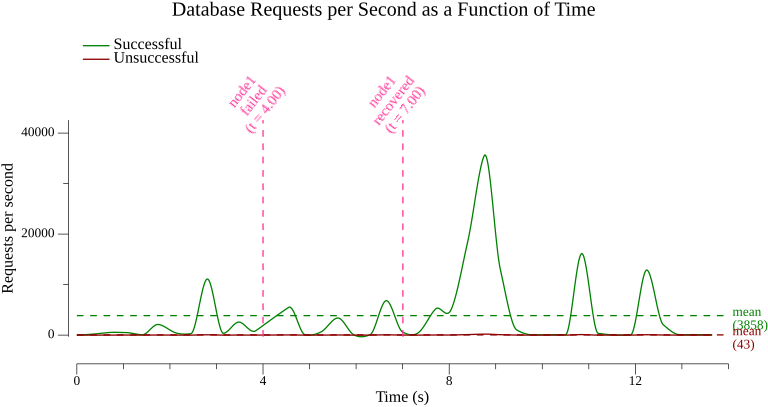 Database Requests per Second as a Function of Time
Successful
Unsuccessful
node1
failed
(t = 4.00)
node1
recovered
(t = 7.00)
Requests per second
40000
20000
0
mean
(3858)
mean
(43)
0
4
8
12
Time (s)